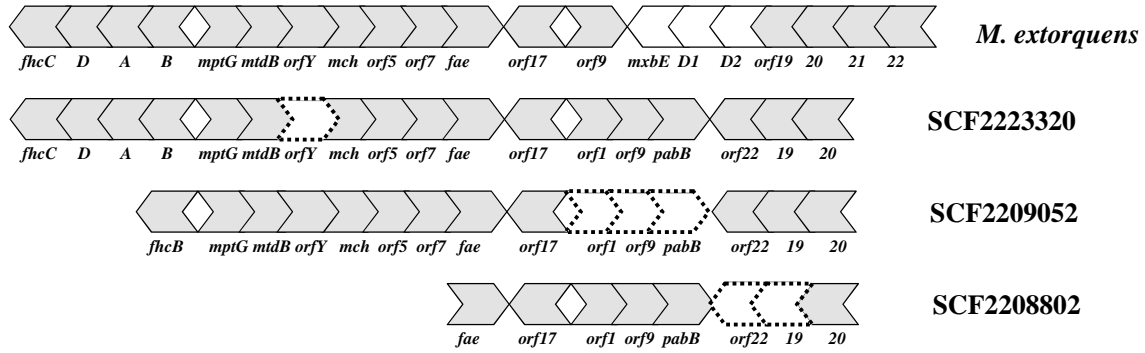 M. extorquens
fhcC D A B mptG mtdB orfY mch orf5 orf7 fae orf17 orf9 mxbE D1 D2 orf19 20 21 22
SCF2223320
fhcC D A B mptG mtdB orfY mch orf5 orf7 fae orf17 orf1 orf9 pabB orf22 19 20
SCF2209052
fhcB mptG mtdB orfY mch orf5 orf7 fae orf17 orf1 orf9 pabB orf22 19 20
SCF2208802
fae orf17 orf1 orf9 pabB orf22 19 20